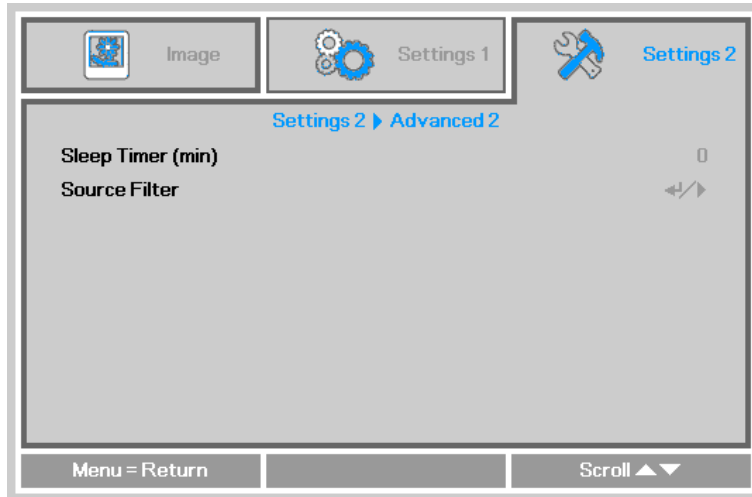 Image
Settings 1
Settings 2
Settings 2 ▶ Advanced 2
Sleep Timer (min) 0
Source Filter ↵/▶
Menu = Return
Scroll ▲▼